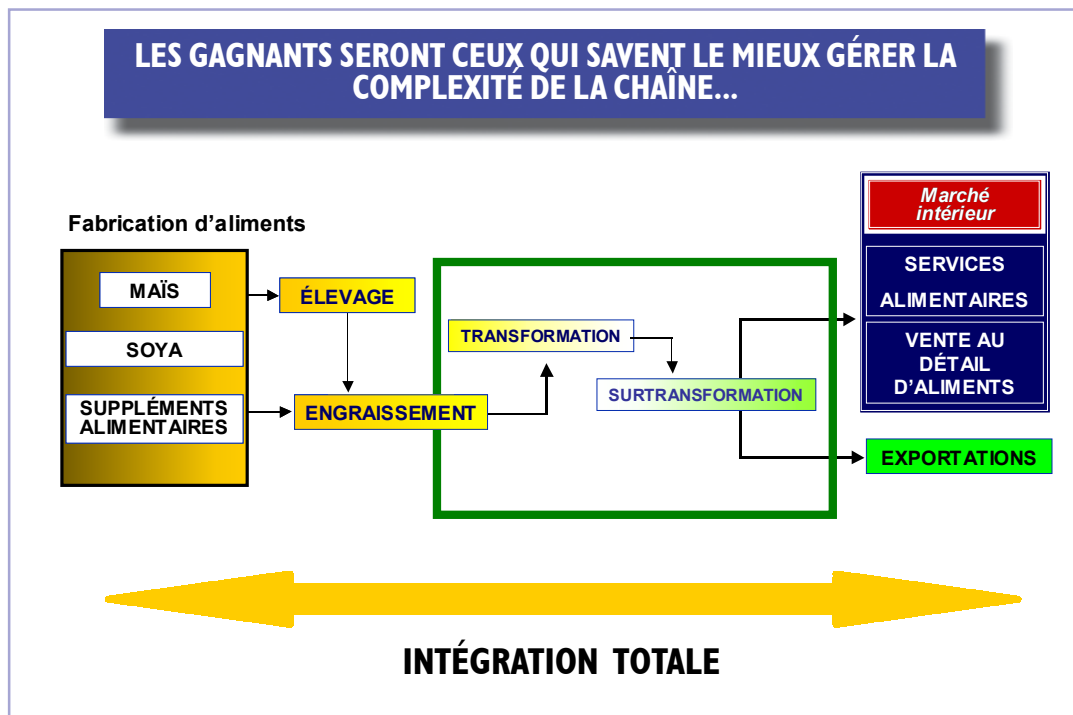 LES GAGNANTS SERONT CEUX QUI SAVENT LE MIEUX GÉRER LA
COMPLEXITÉ DE LA CHAÎNE...
Fabrication d'aliments
MAÏS
SOYA
SUPPLÉMENTS
ALIMENTAIRES
ÉLEVAGE
ENGRAISSEMENT
TRANSFORMATION
SURTRANSFORMATION
Marché
intérieur
SERVICES
ALIMENTAIRES
VENTE AU
DÉTAIL
D'ALIMENTS
EXPORTATIONS
INTÉGRATION TOTALE